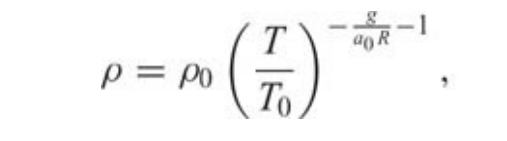 ρ = ρ₀ (T / T₀)^(−g/(a₀R) − 1) ,